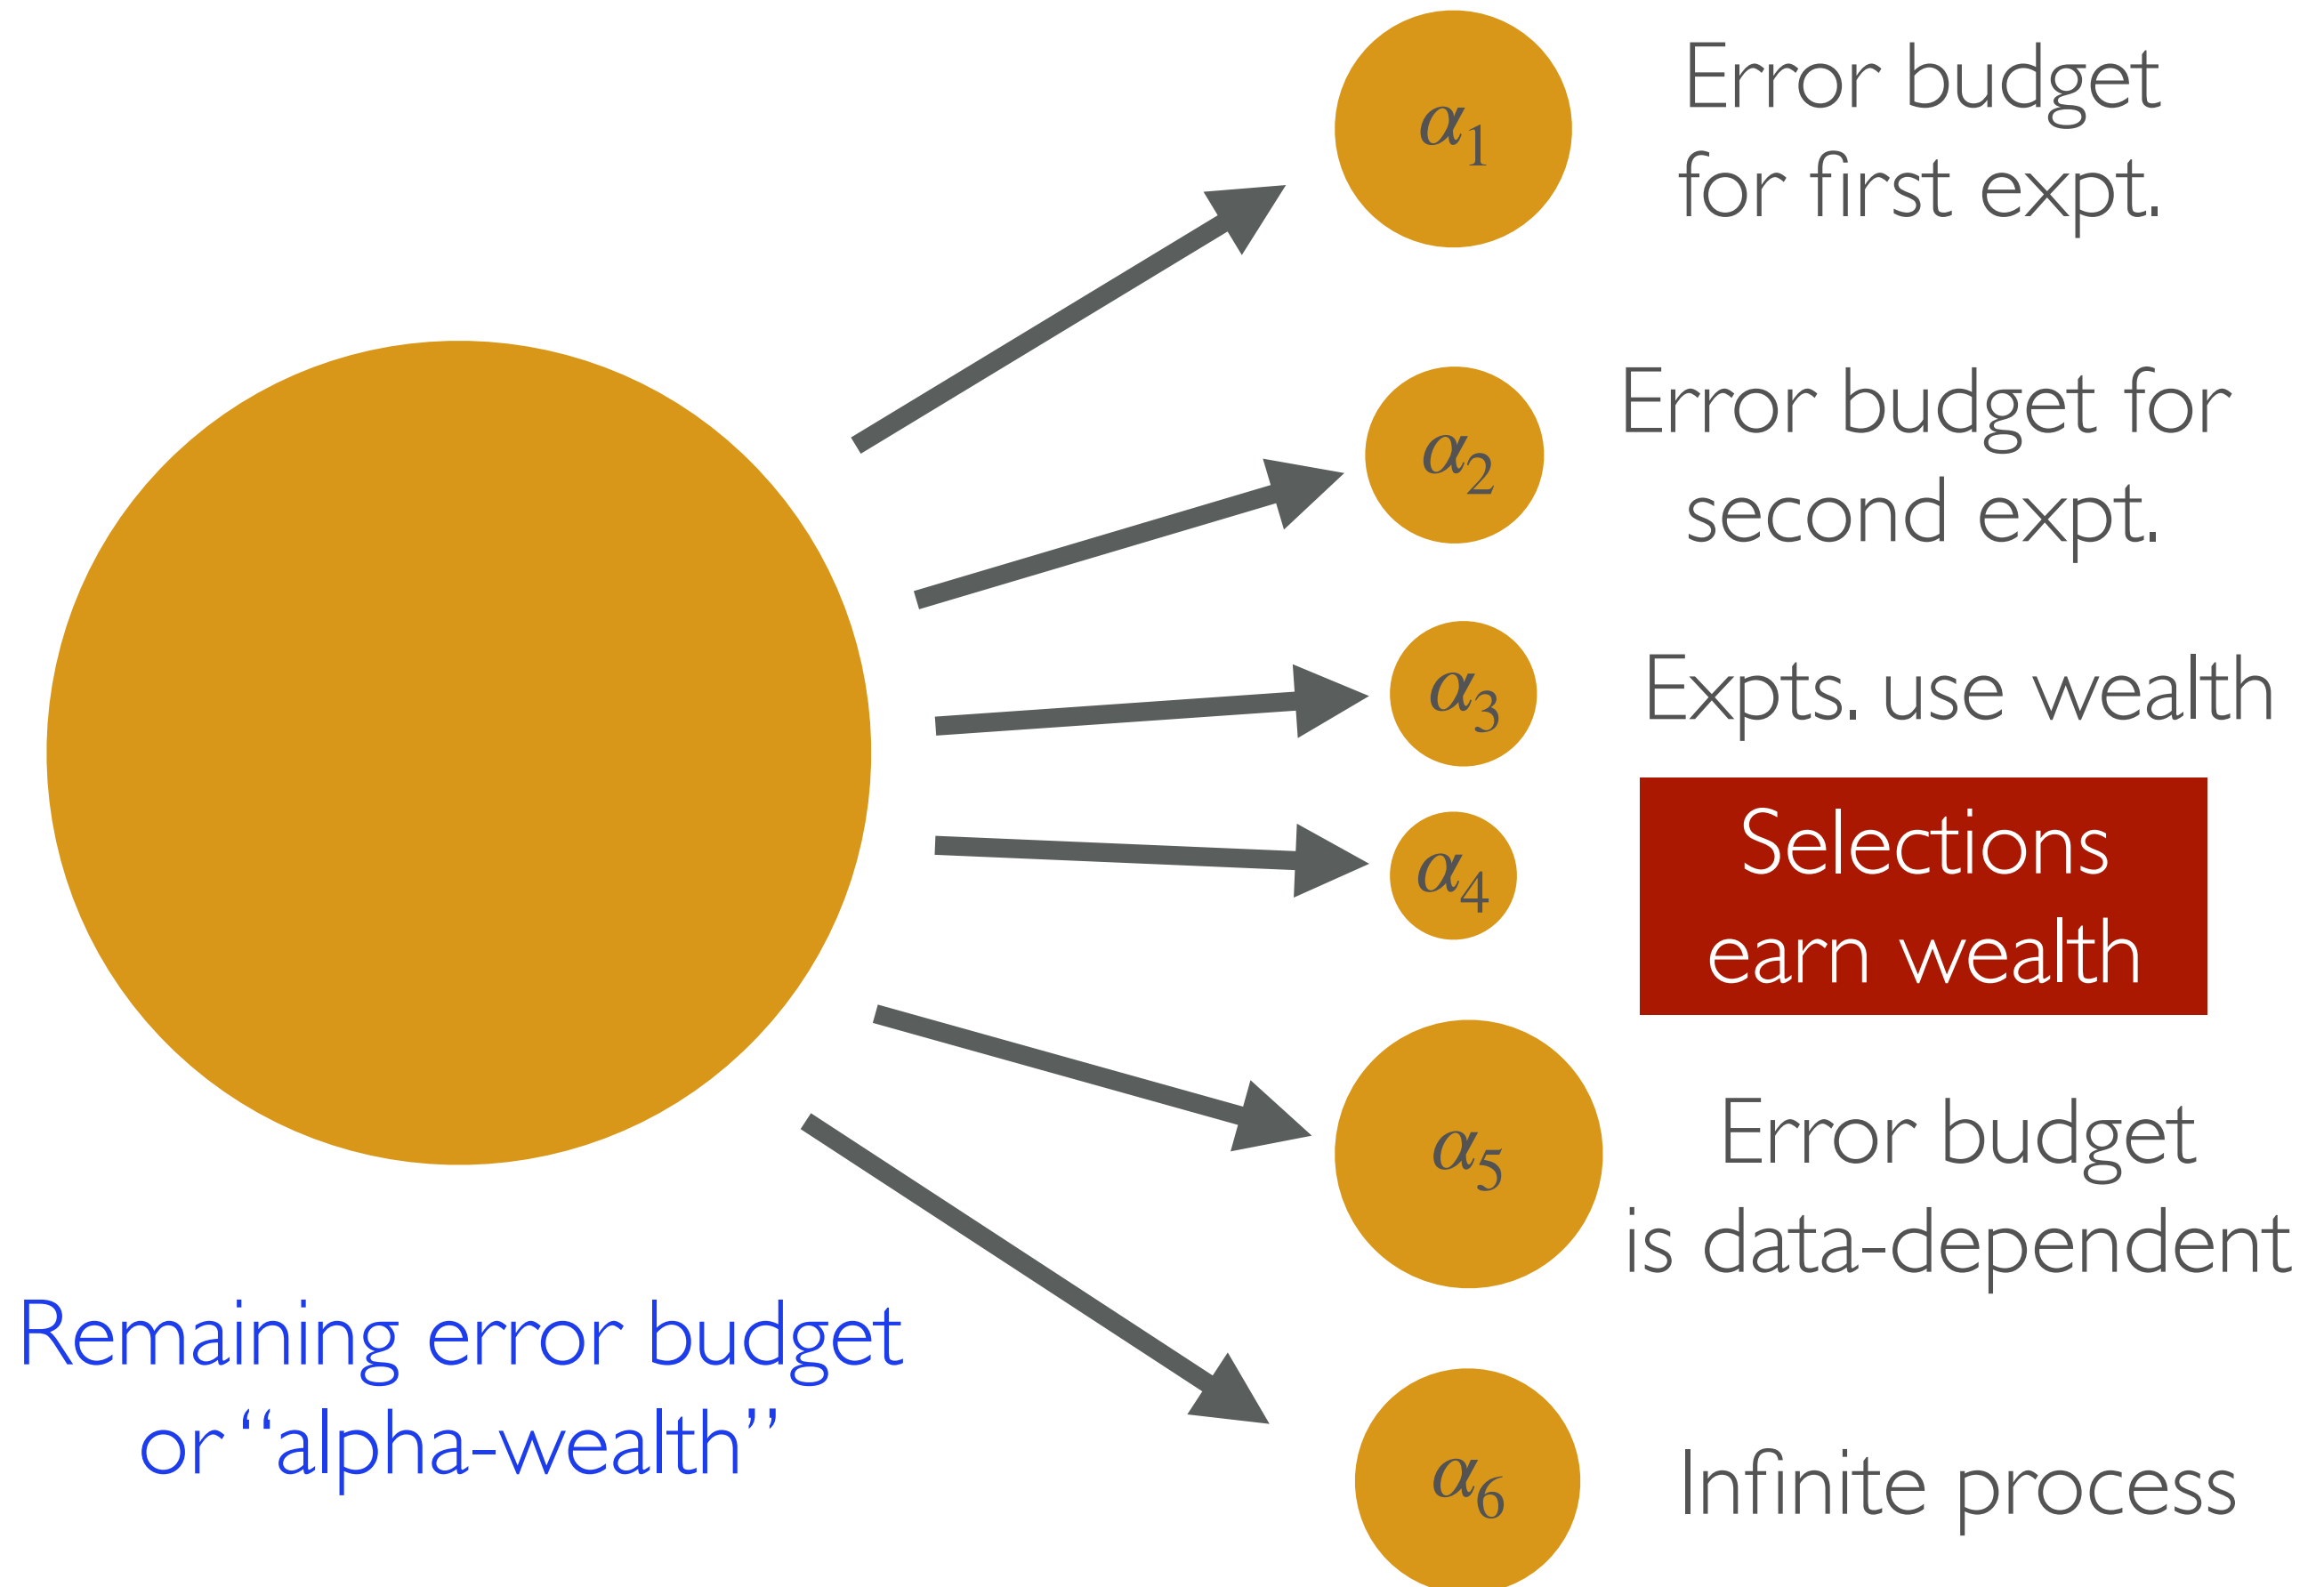 α1
Error budget
for first expt.
α2
Error budget for
second expt.
α3
Expts. use wealth
α4
Selections
earn wealth
α5
Error budget
is data-dependent
Remaining error budget
or “alpha-wealth”
α6
Infinite process